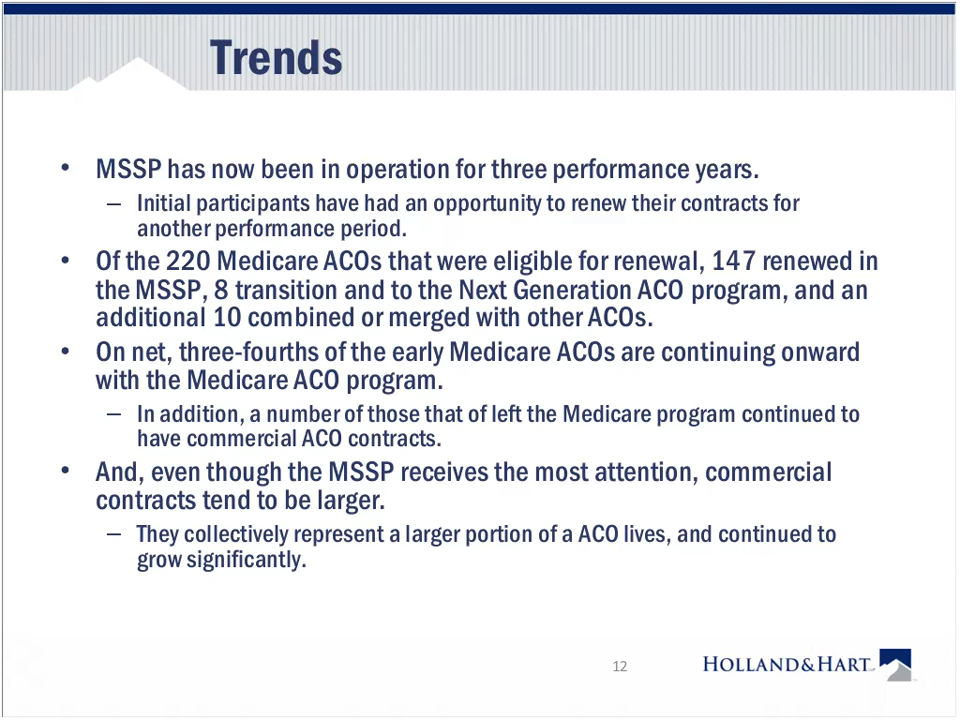 Trends
• MSSP has now been in operation for three performance years.
– Initial participants have had an opportunity to renew their contracts for
another performance period.
• Of the 220 Medicare ACOs that were eligible for renewal, 147 renewed in
the MSSP, 8 transition and to the Next Generation ACO program, and an
additional 10 combined or merged with other ACOs.
• On net, three-fourths of the early Medicare ACOs are continuing onward
with the Medicare ACO program.
– In addition, a number of those that of left the Medicare program continued to
have commercial ACO contracts.
• And, even though the MSSP receives the most attention, commercial
contracts tend to be larger.
– They collectively represent a larger portion of a ACO lives, and continued to
grow significantly.
12
HOLLAND&HART